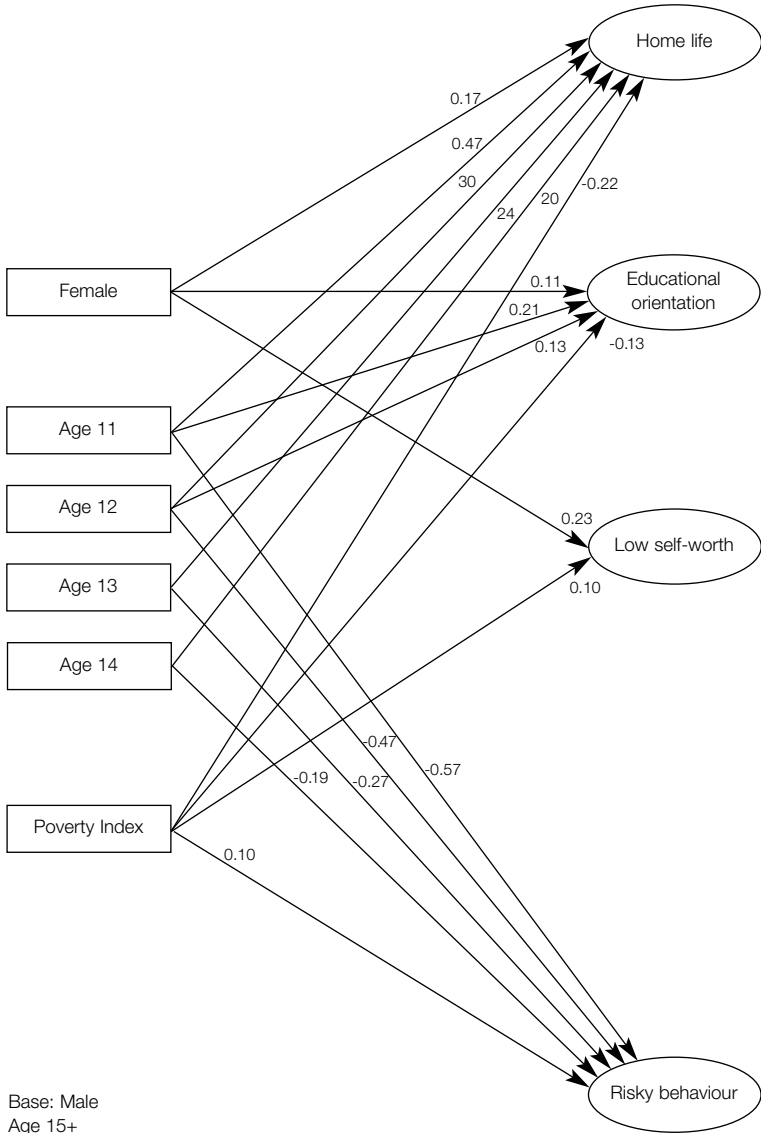 Home life
0.17
0.47
30
-0.22
20
24
Female
0.11
Educational
orientation
0.21
0.13
-0.13
Age 11
Age 12
0.23
Low self-worth
0.10
Age 13
Age 14
-0.47
-0.57
-0.19
-0.27
Poverty Index
0.10
Risky behaviour
Base: Male
Age 15+